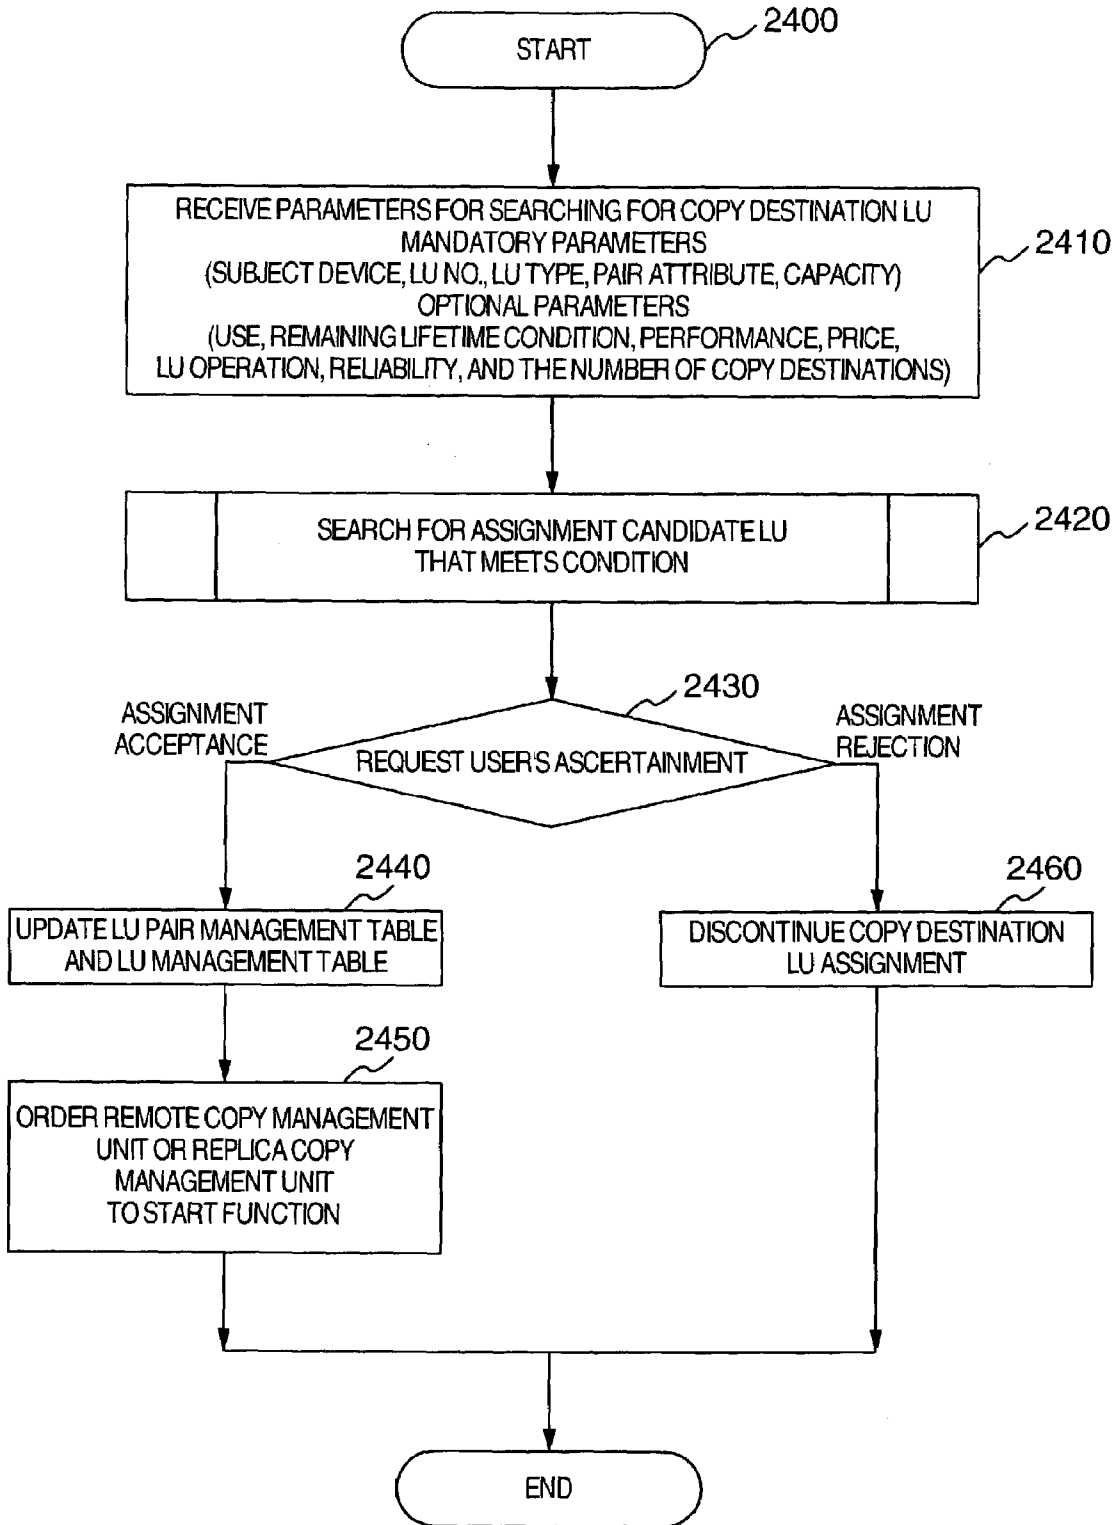 START
2400
RECEIVE PARAMETERS FOR SEARCHING FOR COPY DESTINATION LU
MANDATORY PARAMETERS
(SUBJECT DEVICE, LU NO., LU TYPE, PAIR ATTRIBUTE, CAPACITY)
OPTIONAL PARAMETERS
(USE, REMAINING LIFETIME CONDITION, PERFORMANCE, PRICE,
LU OPERATION, RELIABILITY, AND THE NUMBER OF COPY DESTINATIONS)
2410
SEARCH FOR ASSIGNMENT CANDIDATE LU
THAT MEETS CONDITION
2420
2430
REQUEST USER'S ASCERTAINMENT
ASSIGNMENT
ACCEPTANCE
ASSIGNMENT
REJECTION
2440
UPDATE LU PAIR MANAGEMENT TABLE
AND LU MANAGEMENT TABLE
2460
DISCONTINUE COPY DESTINATION
LU ASSIGNMENT
2450
ORDER REMOTE COPY MANAGEMENT
UNIT OR REPLICA COPY
MANAGEMENT UNIT
TO START FUNCTION
END